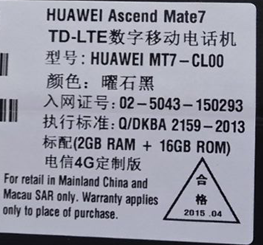 HUAWEI Ascend Mate7
TD-LTE数字移动电话机
型号: HUAWEI MT7-CL00
颜色: 曜石黑
入网证号: 02-5043-150293
执行标准: Q/DKBA 2159-2013
标配(2GB RAM + 16GB ROM)
电信4G定制版
For retail in Mainland China and
Macau SAR only. Warranty applies
only to place of purchase.
合
格
2015 .04